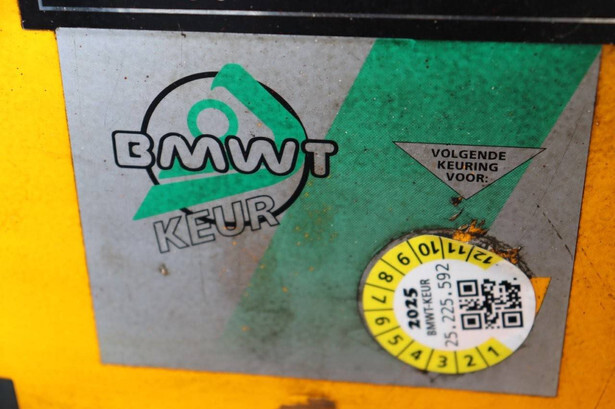 BMWT
KEUR
VOLGENDE
KEURING
VOOR:
12 11 10 9 8 7 6 5 4 3 2 1
2025
BMWT-KEUR
25.225.592